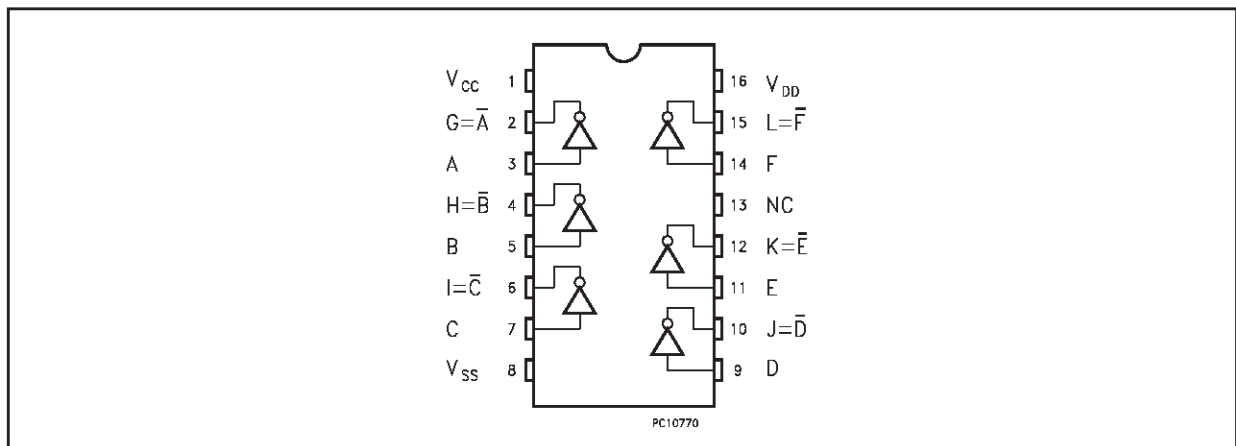 V_CC 1 16 V_DD
G=A̅ 2 15 L=F̅
A 3 14 F
H=B̅ 4 13 NC
B 5 12 K=E̅
I=C̅ 6 11 E
C 7 10 J=D̅
V_SS 8 9 D
PC10770